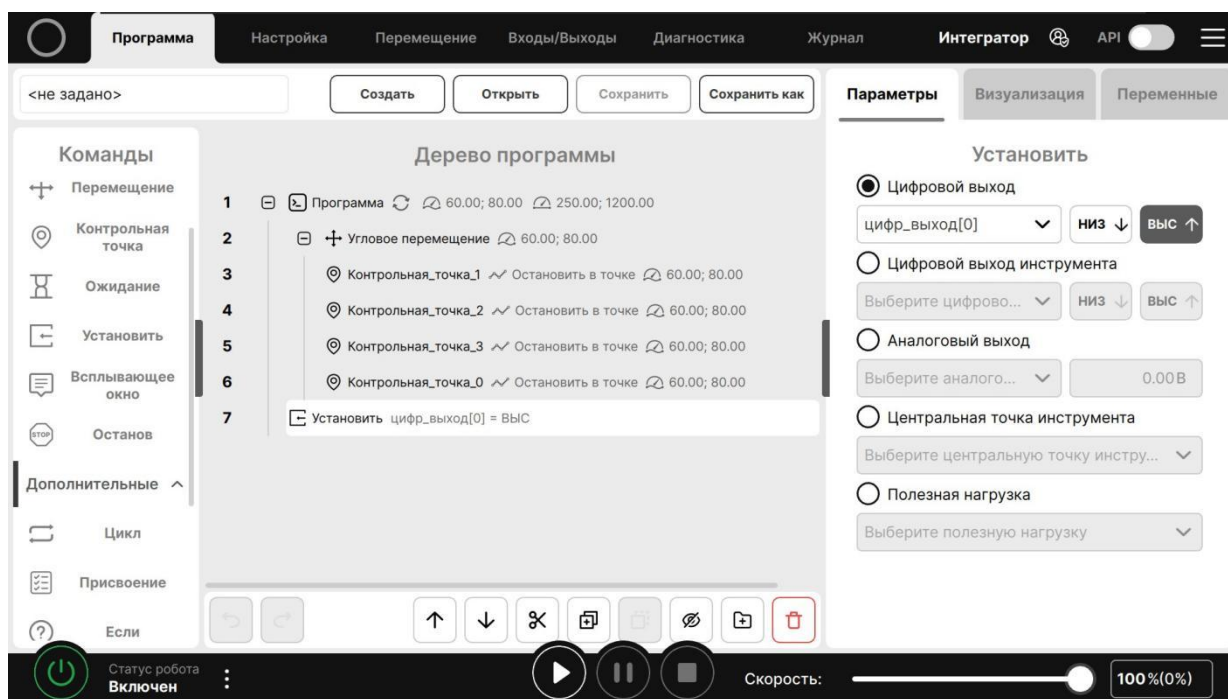 Программа Настройка Перемещение Входы/Выходы Диагностика Журнал Интегратор API
<не задано> Создать Открыть Сохранить Сохранить как Параметры Визуализация Переменные
Команды
Перемещение
Контрольная
точка
Ожидание
Установить
Всплывающее
окно
STOP Останов
Дополнительные
Цикл
Присвоение
Если
Дерево программы
1 Программа 60.00; 80.00 250.00; 1200.00
2 Угловое перемещение 60.00; 80.00
3 Контрольная_точка_1 Остановить в точке 60.00; 80.00
4 Контрольная_точка_2 Остановить в точке 60.00; 80.00
5 Контрольная_точка_3 Остановить в точке 60.00; 80.00
6 Контрольная_точка_0 Остановить в точке 60.00; 80.00
7 Установить цифр_выход[0] = ВЫС
Установить
Цифровой выход
цифр_выход[0] НИЗ ↓ ВЫС ↑
Цифровой выход инструмента
Выберите цифрово... НИЗ ↓ ВЫС ↑
Аналоговый выход
Выберите аналого... 0.00 В
Центральная точка инструмента
Выберите центральную точку инстру...
Полезная нагрузка
Выберите полезную нагрузку
Статус робота
Включен
Скорость: 100 %(0%)